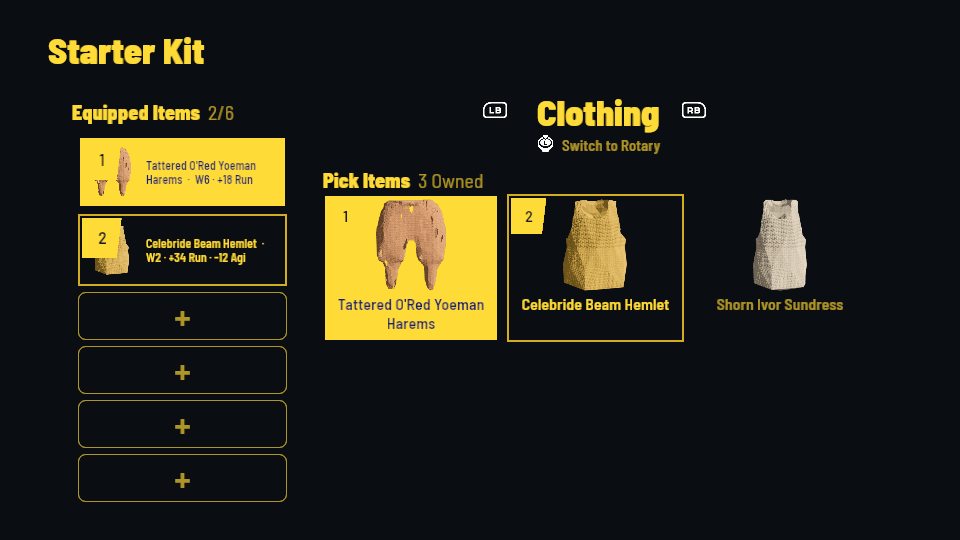 Starter Kit
Equipped Items 2/6
1
Tattered O'Red Yoeman
Harems · W6 · +18 Run
2
Celebride Beam Hemlet ·
W2 · +34 Run · -12 Agi
+
+
+
+
LB
Clothing
RB
L
Switch to Rotary
Pick Items 3 Owned
1
Tattered O'Red Yoeman
Harems
2
Celebride Beam Hemlet
Shorn Ivor Sundress